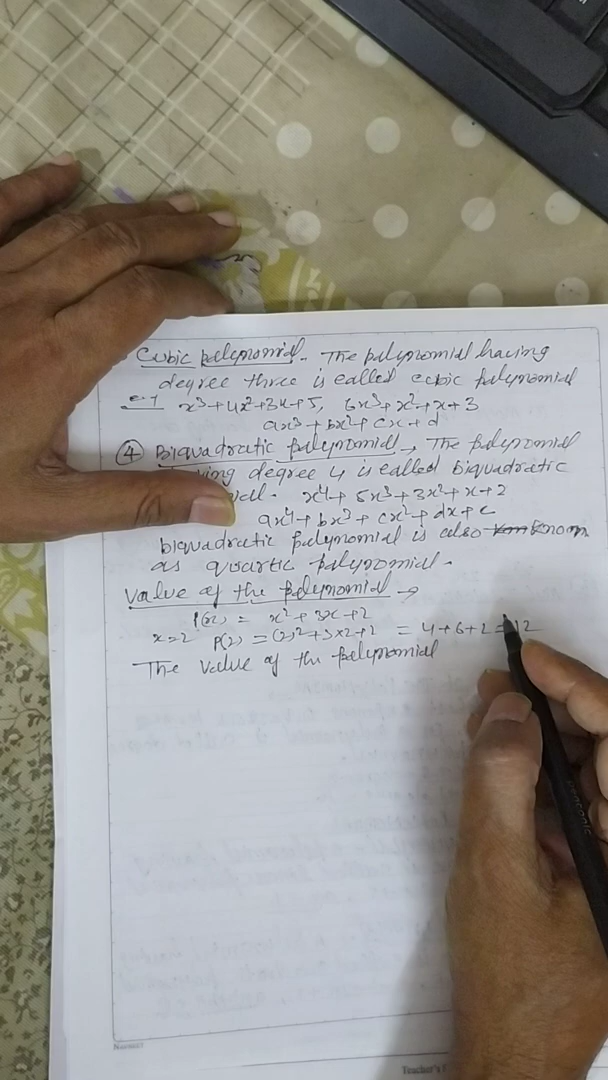 Cubic polynomial - The polynomial having
degree three is called cubic polynomial
eg x³+4x²+3x+5, 6x³+x²+x+3
ax³+bx²+cx+d
④ Biquadratic polynomial → The polynomial
degree 4 is called biquadratic
x⁴+5x³+3x²+x+2
ax⁴+bx³+cx²+dx+e
biquadratic polynomial is also known
as quartic polynomial.
Value of the polynomial →
P(x) = x²+3x+2
x=2 P(2) = (2)²+3×2+2 = 4+6+2=12
The value of the polynomial
Teacher's